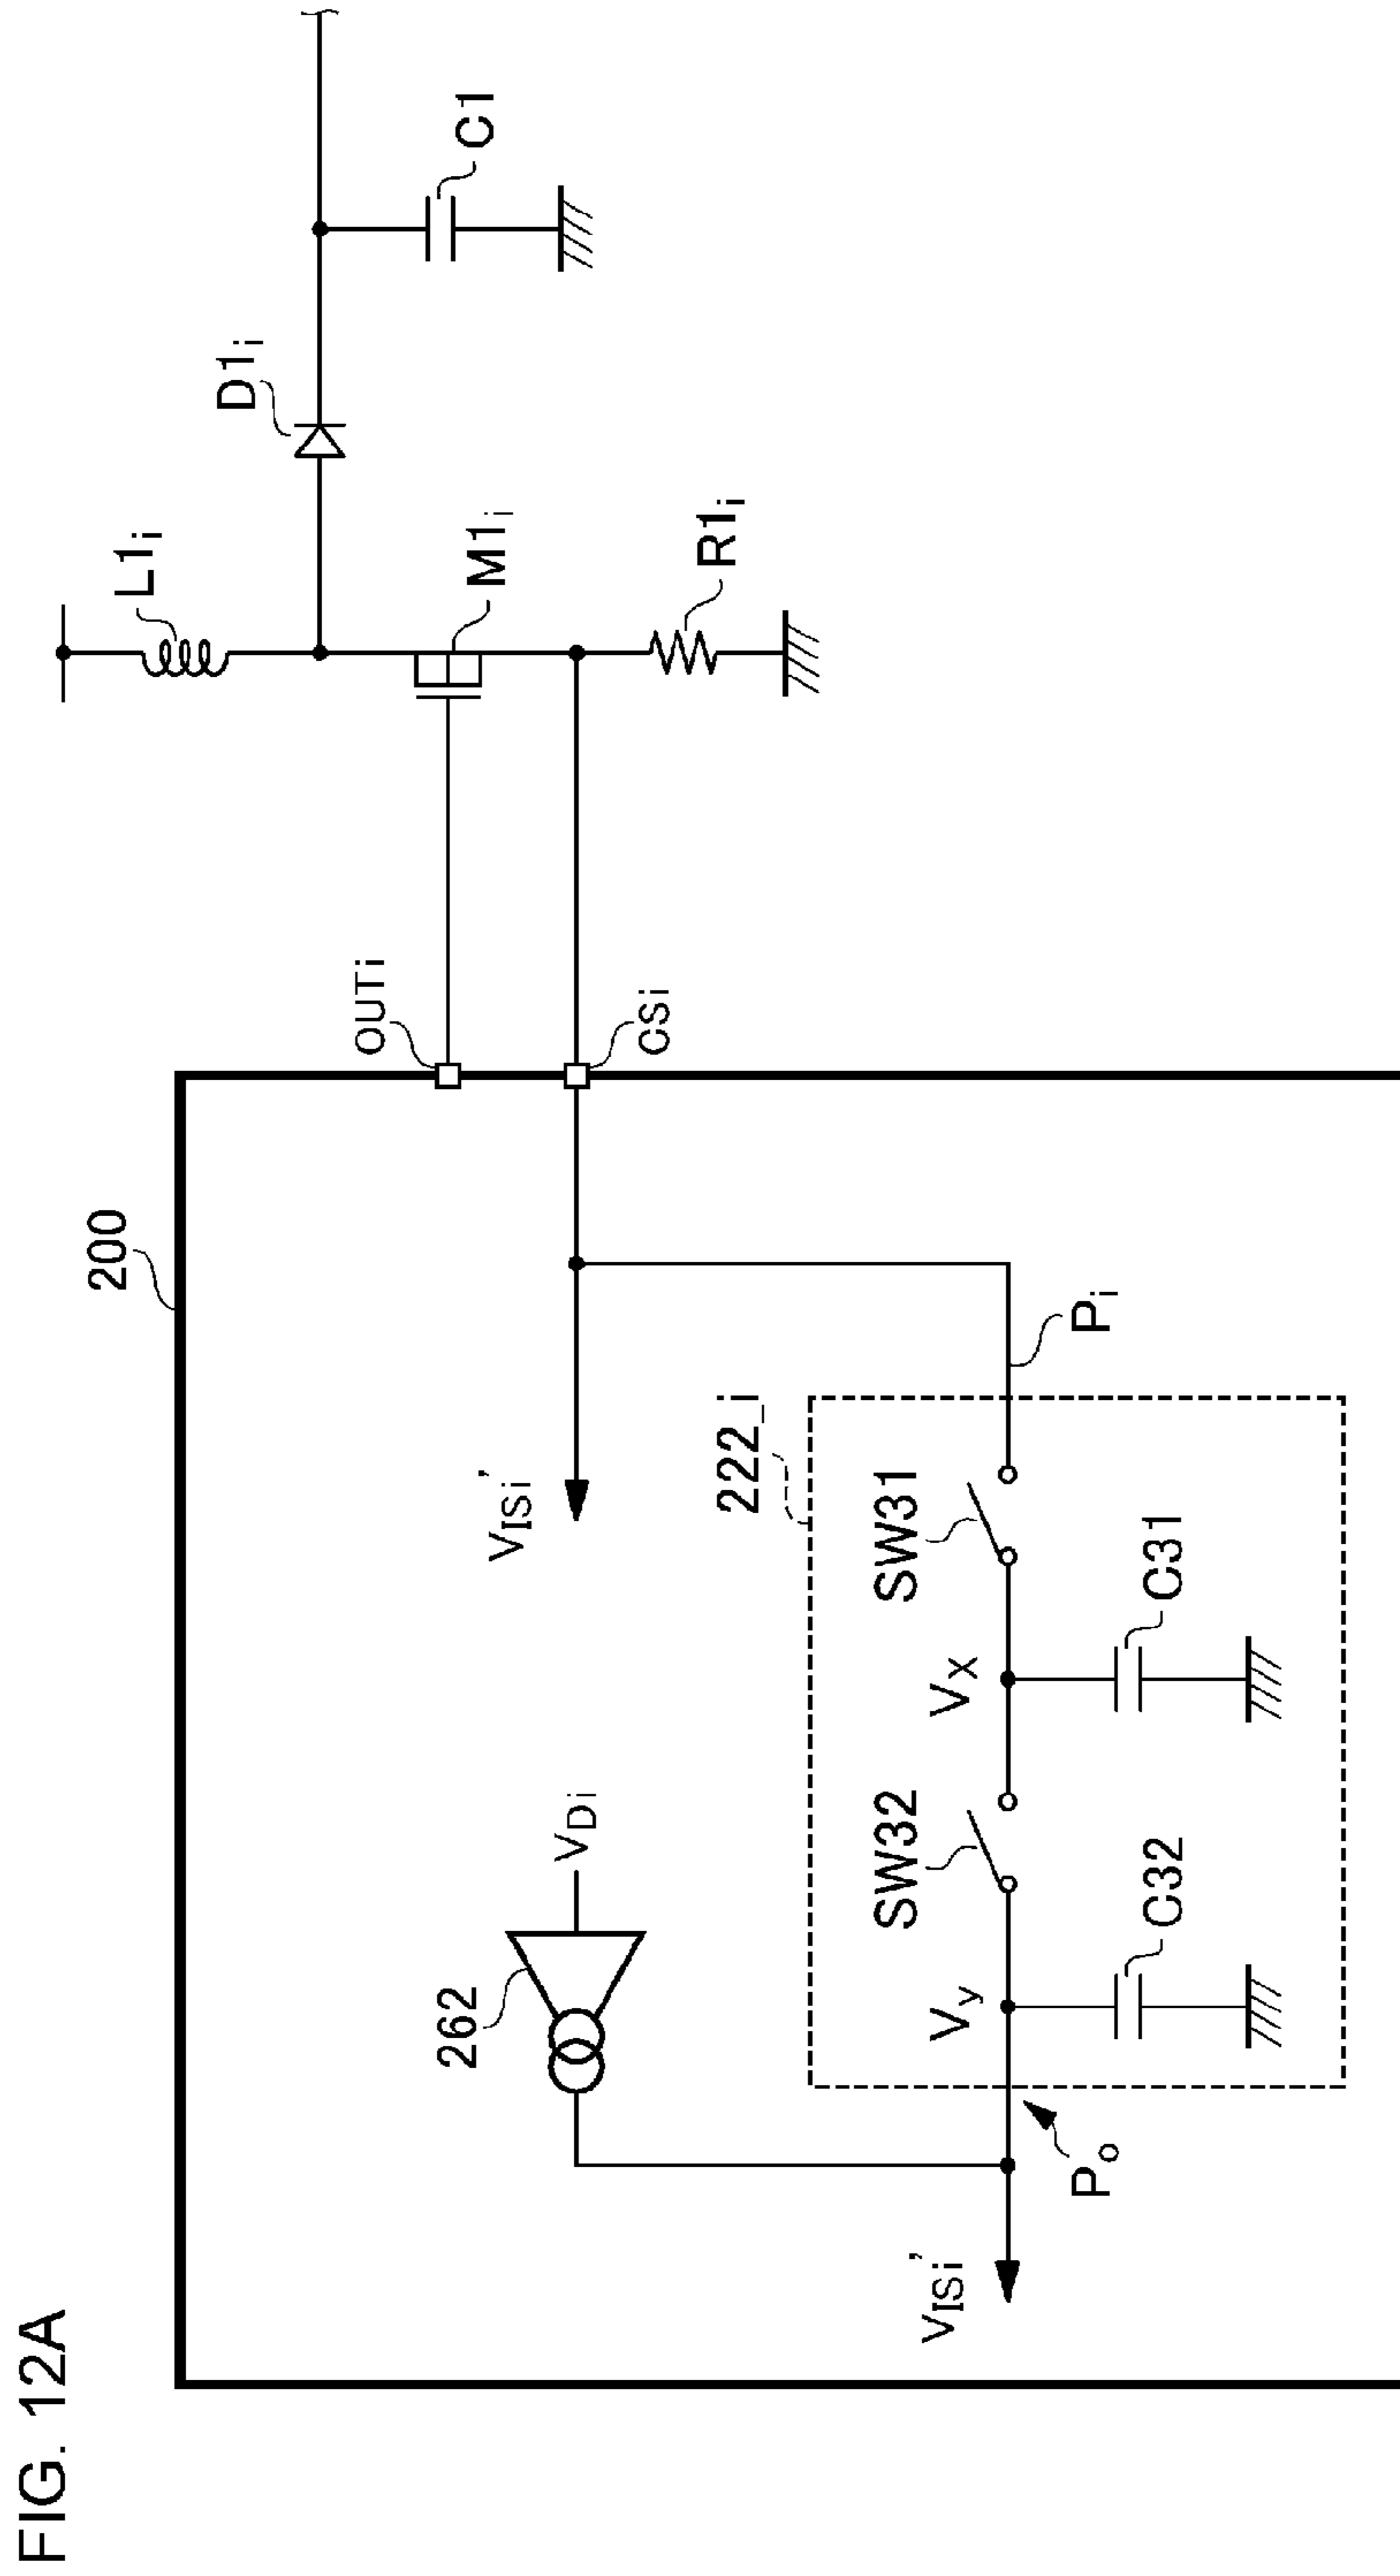 FIG. 12A
200
L1i
D1i
C1
OUTi
M1i
262
VDi
VISi'
CSi
R1i
222_i
VISi'
Vy
SW32
VX
SW31
Po
C32
C31
Pi